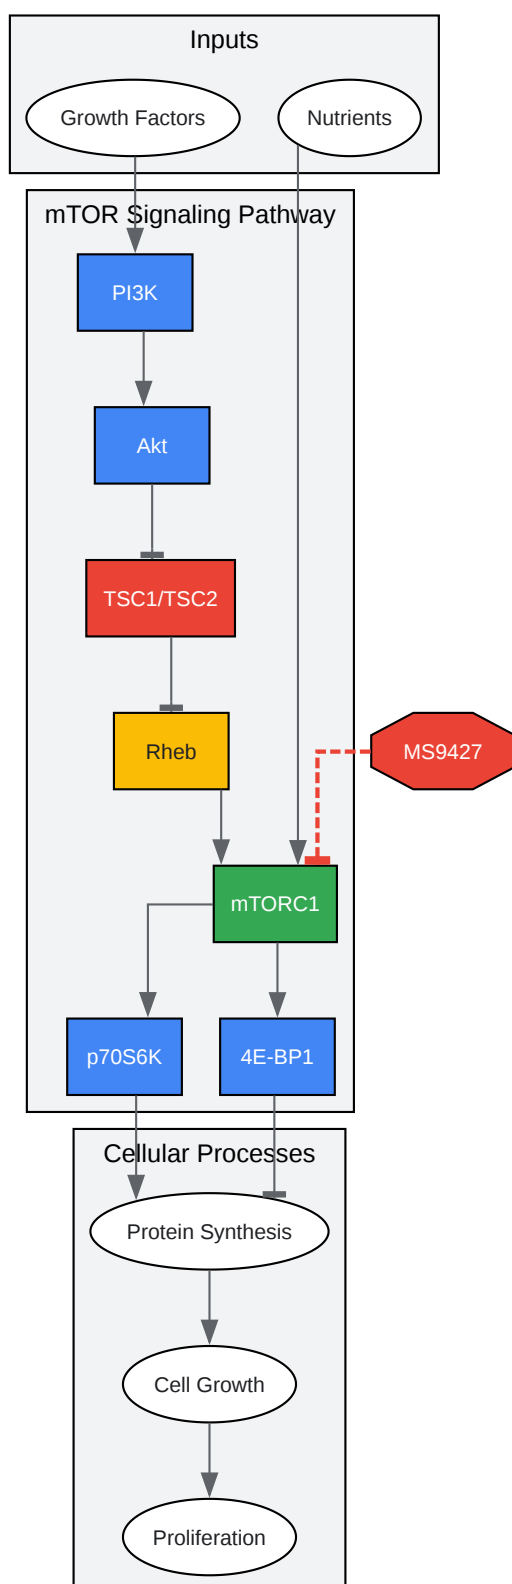 Inputs
Growth Factors
Nutrients
mTOR Signaling Pathway
PI3K
Akt
TSC1/TSC2
Rheb
MS9427
mTORC1
p70S6K
4E-BP1
Cellular Processes
Protein Synthesis
Cell Growth
Proliferation